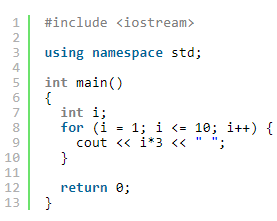 1 #include <iostream>
2
3 using namespace std;
4
5 int main()
6 {
7   int i;
8   for (i = 1; i <= 10; i++) {
9     cout << i*3 << " ";
10   }
11
12   return 0;
13 }